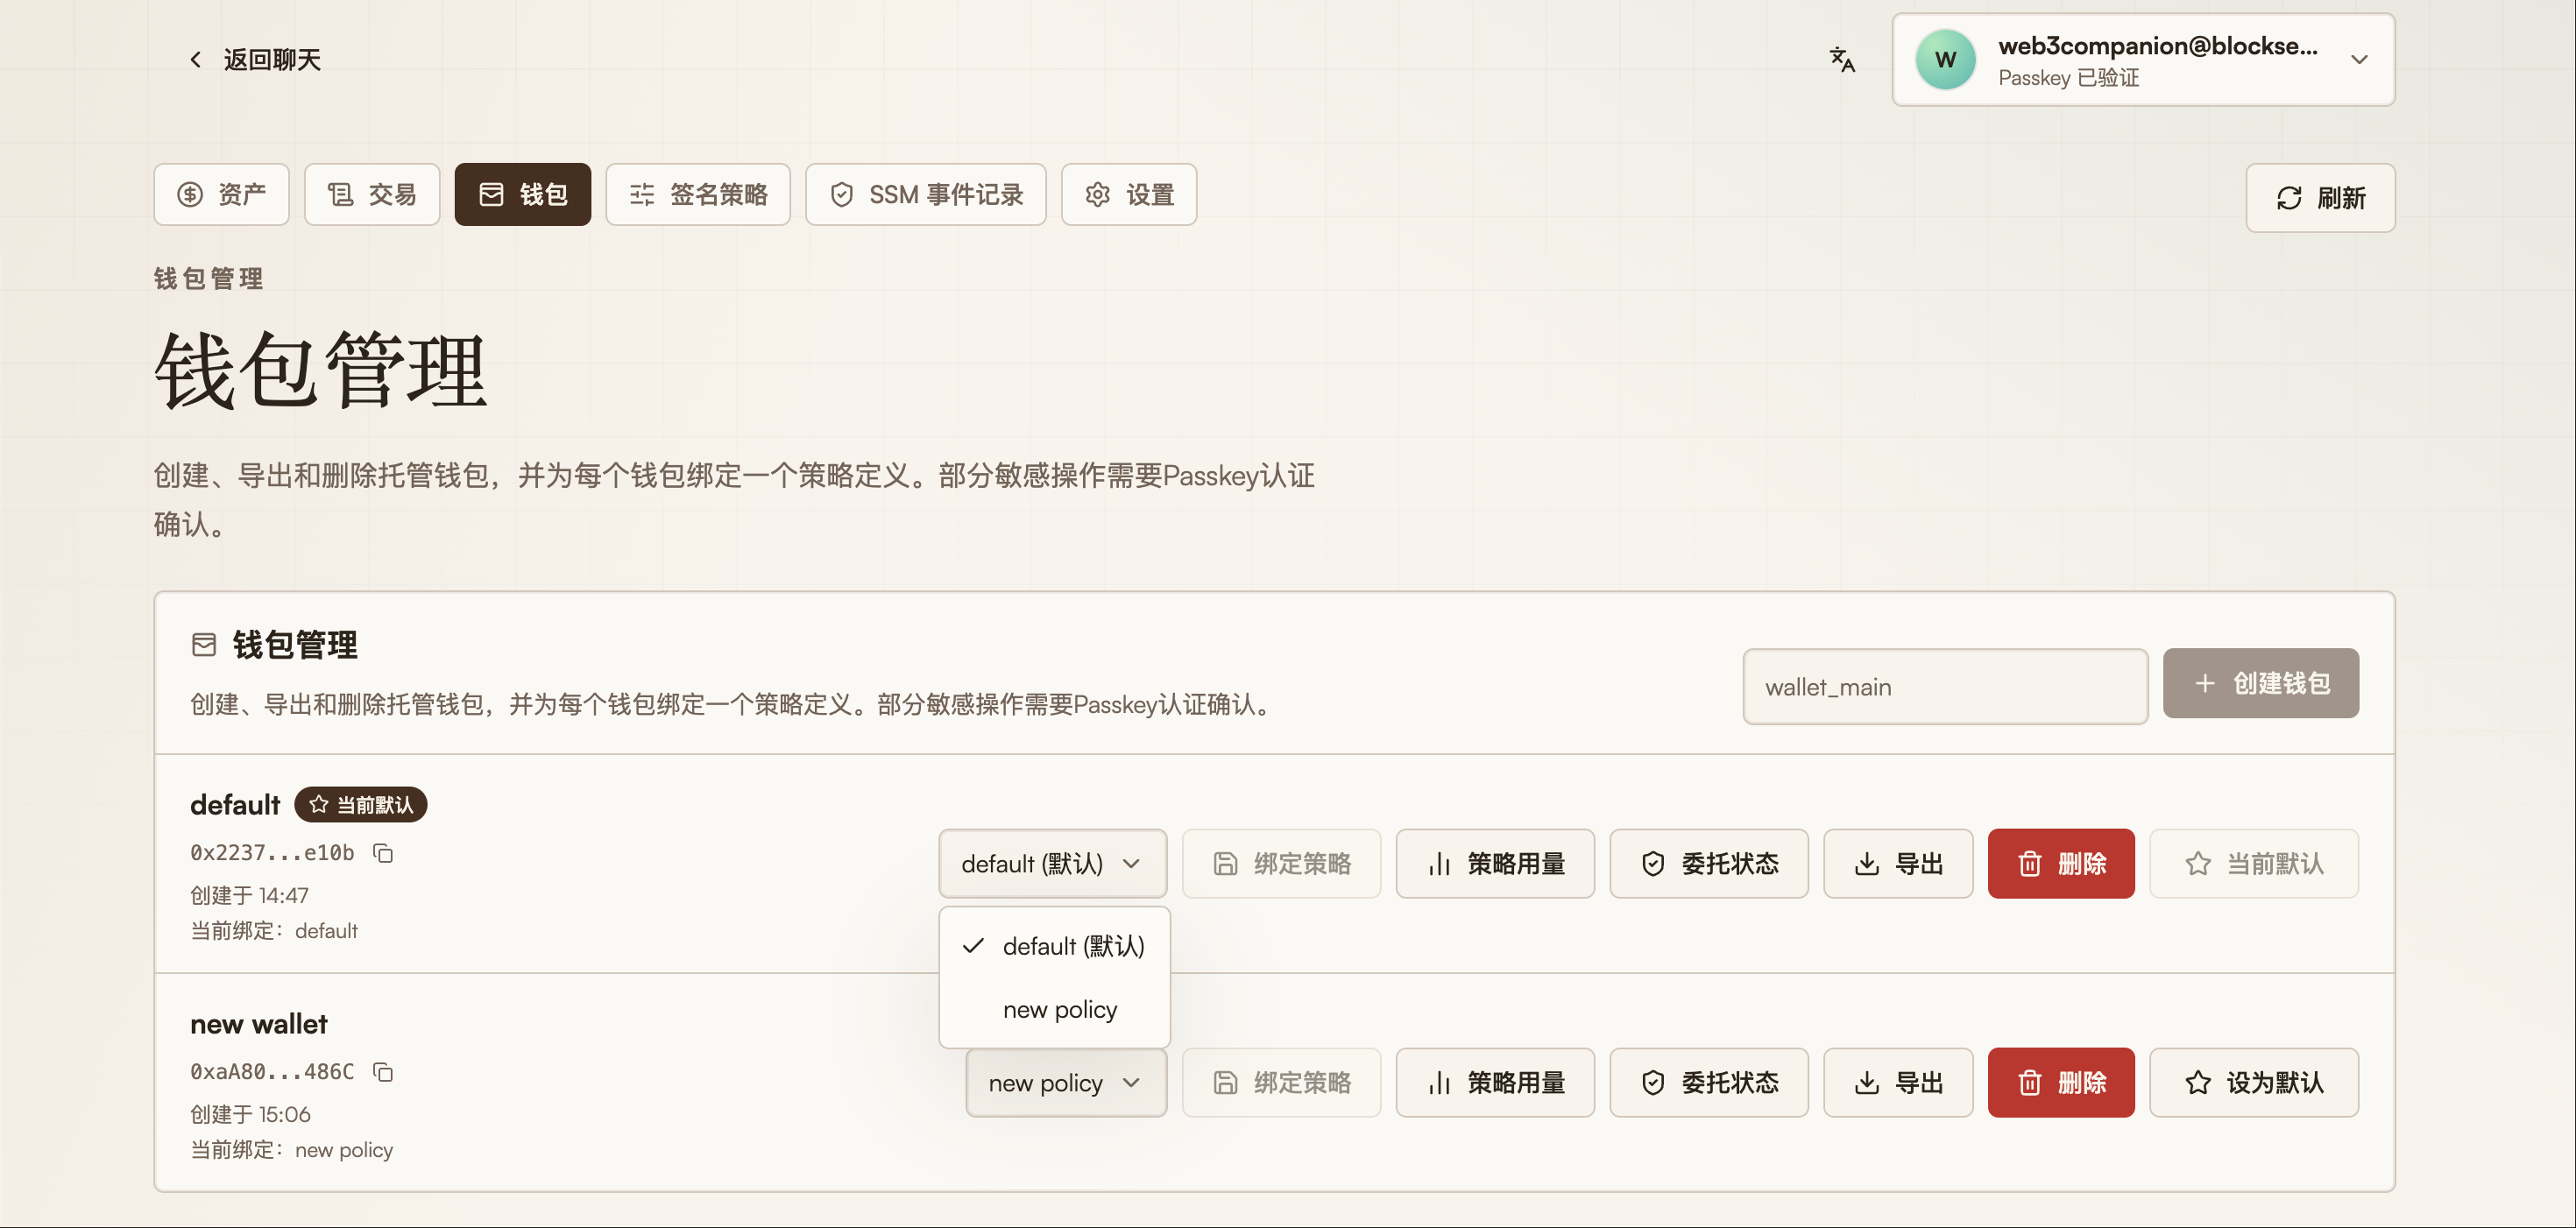 返回聊天
W
web3companion@blockse...
Passkey 已验证
资产
交易
钱包
签名策略
SSM 事件记录
设置
刷新
钱包管理
钱包管理
创建、导出和删除托管钱包，并为每个钱包绑定一个策略定义。部分敏感操作需要Passkey认证
确认。
钱包管理
创建、导出和删除托管钱包，并为每个钱包绑定一个策略定义。部分敏感操作需要Passkey认证确认。
wallet_main
创建钱包
default 当前默认
0x2237...e10b
创建于 14:47
当前绑定：default
default (默认)
绑定策略
策略用量
委托状态
导出
删除
当前默认
default (默认)
new policy
new wallet
0xaA80...486C
创建于 15:06
当前绑定：new policy
new policy
绑定策略
策略用量
委托状态
导出
删除
设为默认